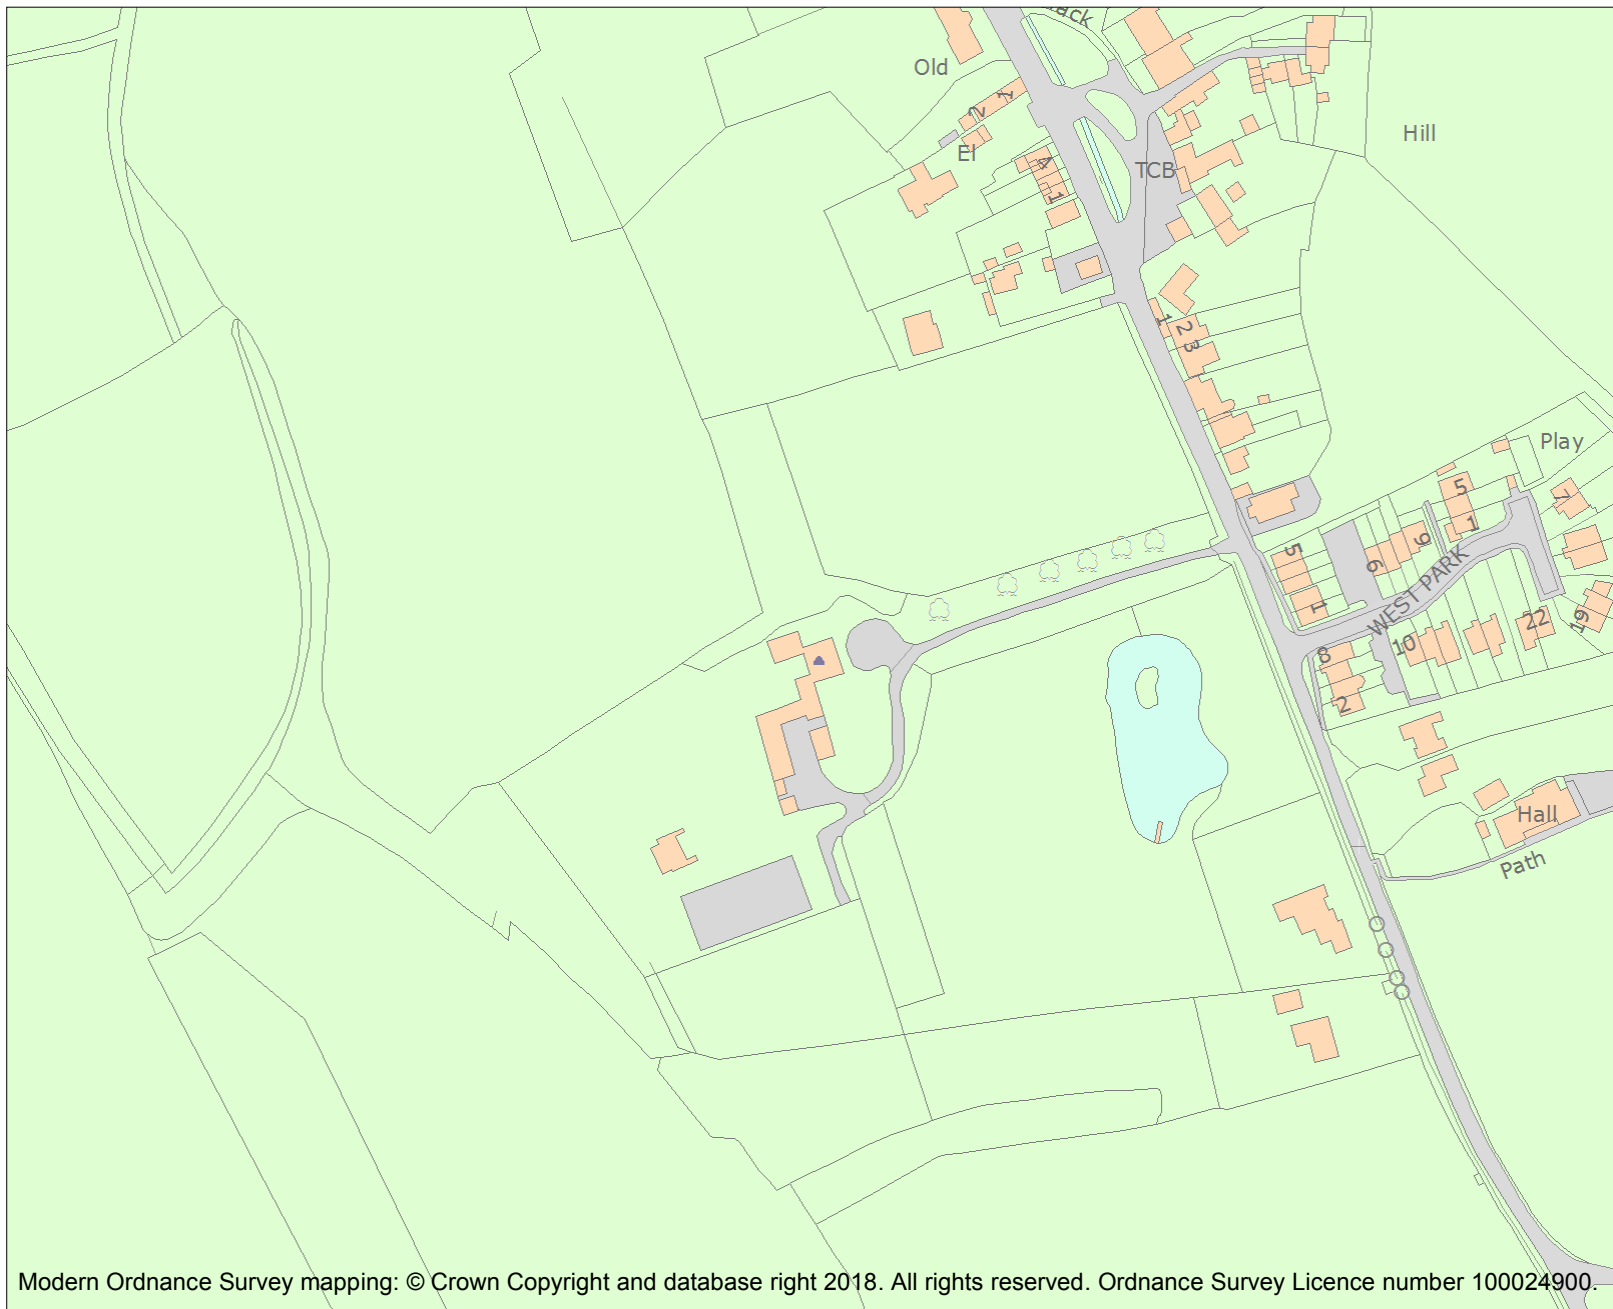 ack
Old
1
2
El
4
1
TCB
Hill
1
2
3
Play
5
1
7
9
6
5
1
WEST PARK
22
19
10
8
2
Hall
Path
Modern Ordnance Survey mapping: © Crown Copyright and database right 2018. All rights reserved. Ordnance Survey Licence number 100024900.